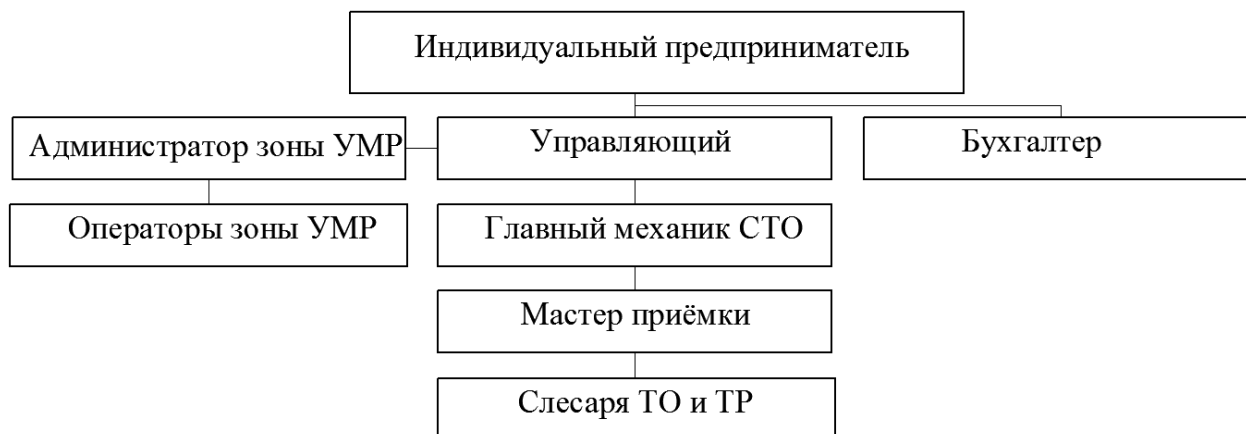 Индивидуальный предприниматель
Администратор зоны УМР
Управляющий
Бухгалтер
Операторы зоны УМР
Главный механик СТО
Мастер приёмки
Слесаря ТО и ТР